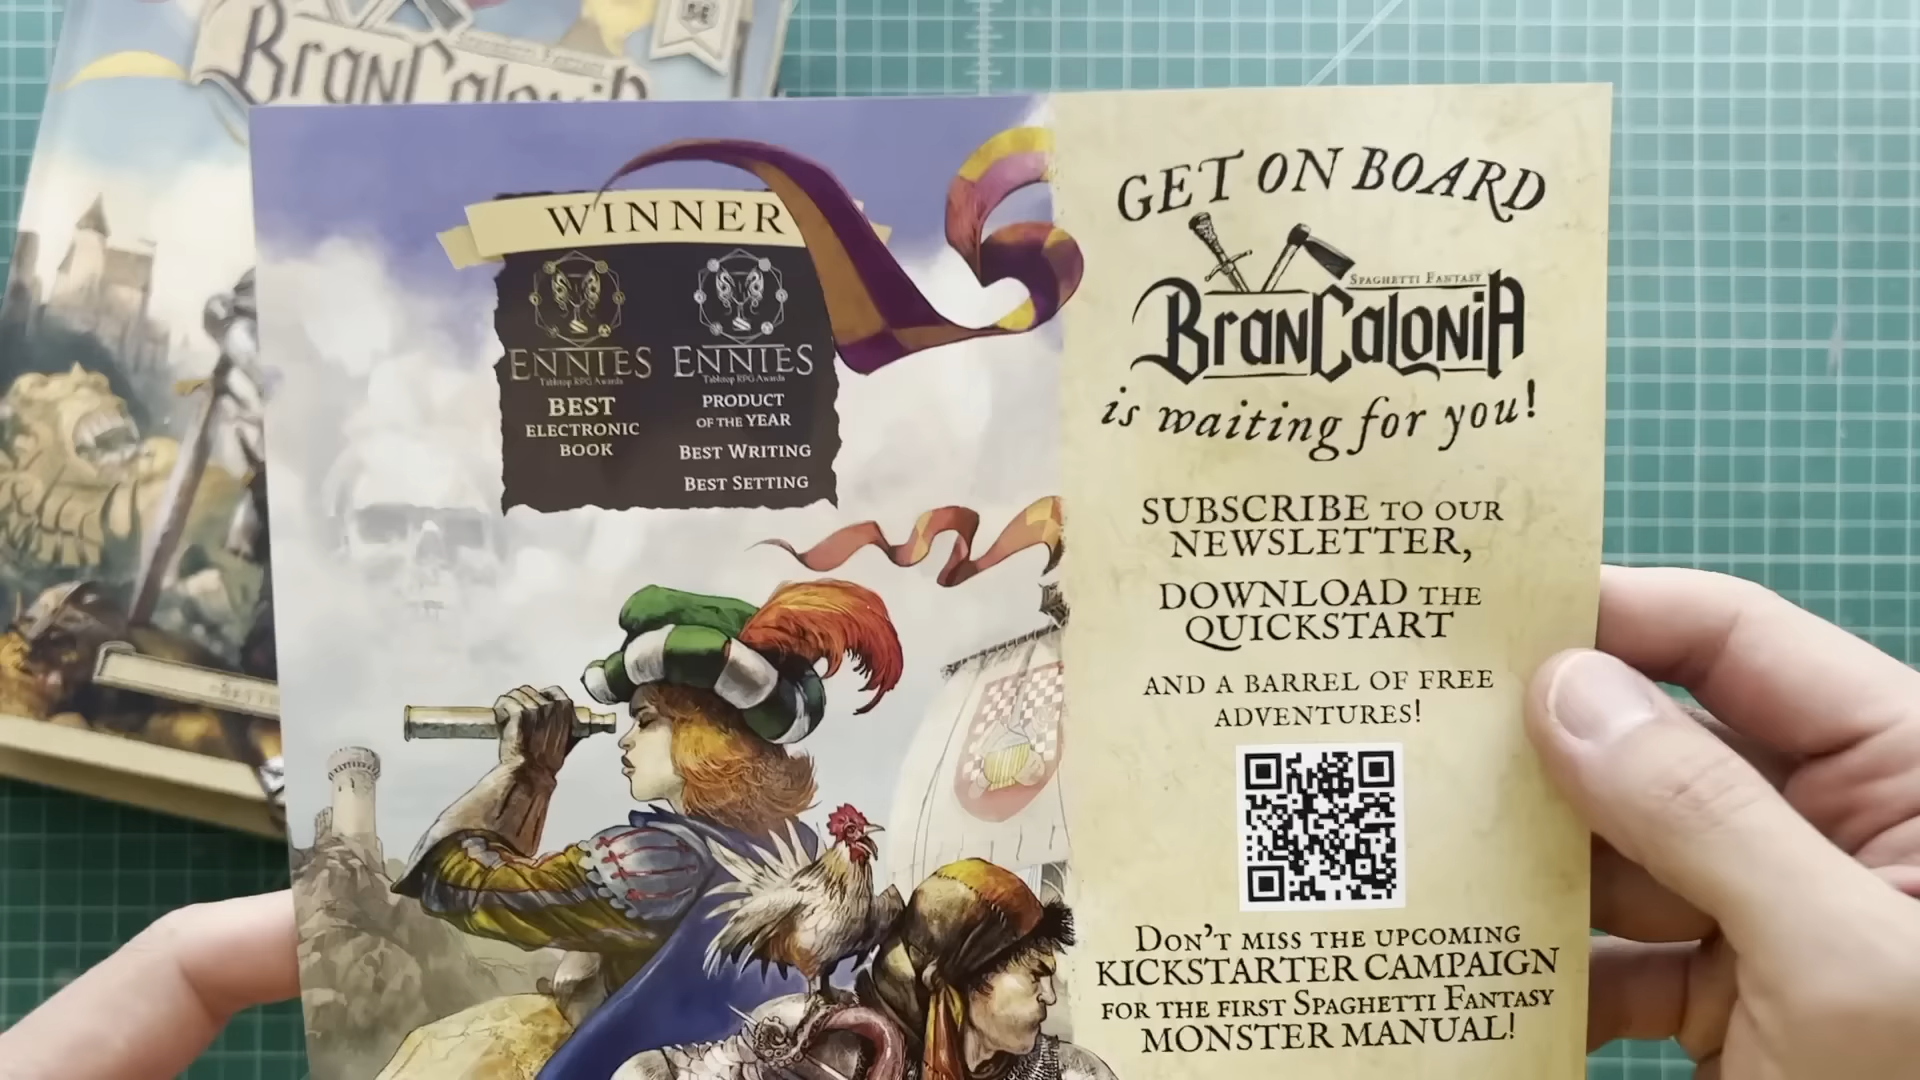 BranCalonia
5E
WINNER
ENNIES
Tabletop RPG Awards
BEST
ELECTRONIC
BOOK
ENNIES
Tabletop RPG Awards
PRODUCT
OF THE YEAR
BEST WRITING
BEST SETTING
GET ON BOARD
SPAGHETTI FANTASY
BranCalonia
is waiting for you!
SUBSCRIBE TO OUR
NEWSLETTER,
DOWNLOAD THE
QUICKSTART
AND A BARREL OF FREE
ADVENTURES!
DON'T MISS THE UPCOMING
KICKSTARTER CAMPAIGN
FOR THE FIRST SPAGHETTI FANTASY
MONSTER MANUAL!